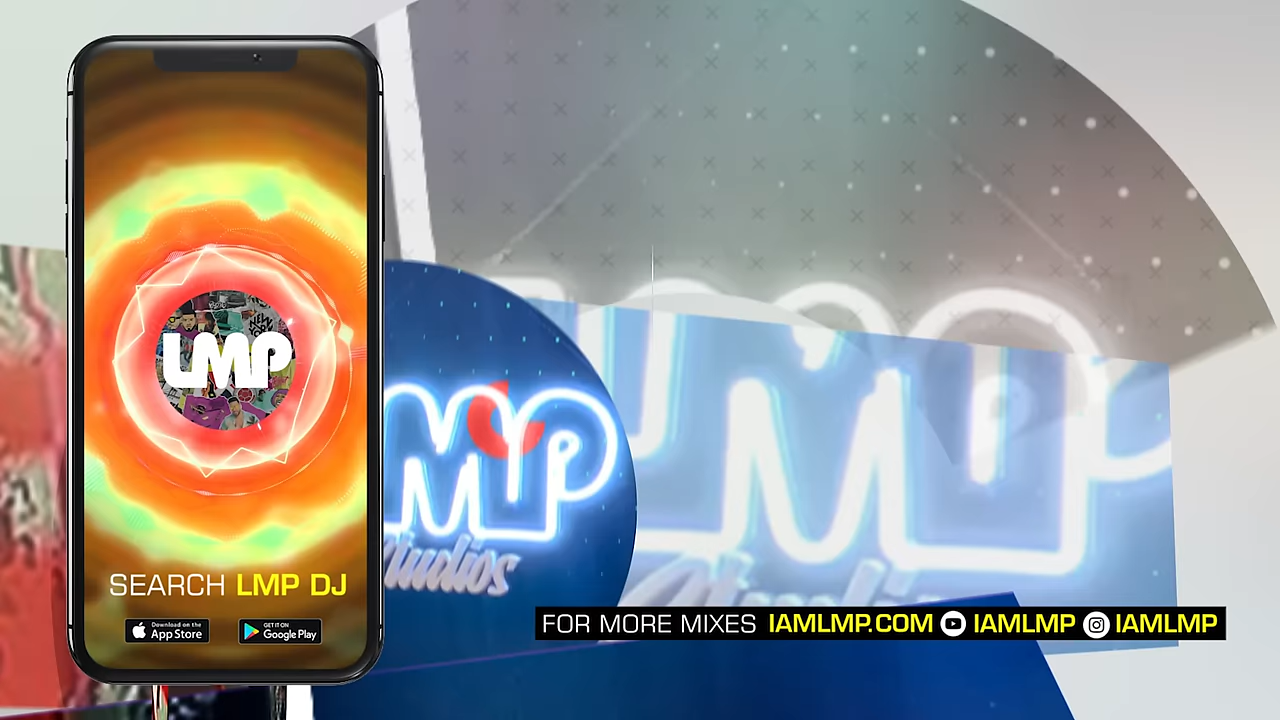 LMP
SEARCH LMP DJ
Download on the
App Store
GET IT ON
Google Play
LMP
Studios
FOR MORE MIXES IAMLMP.COM IAMLMP IAMLMP